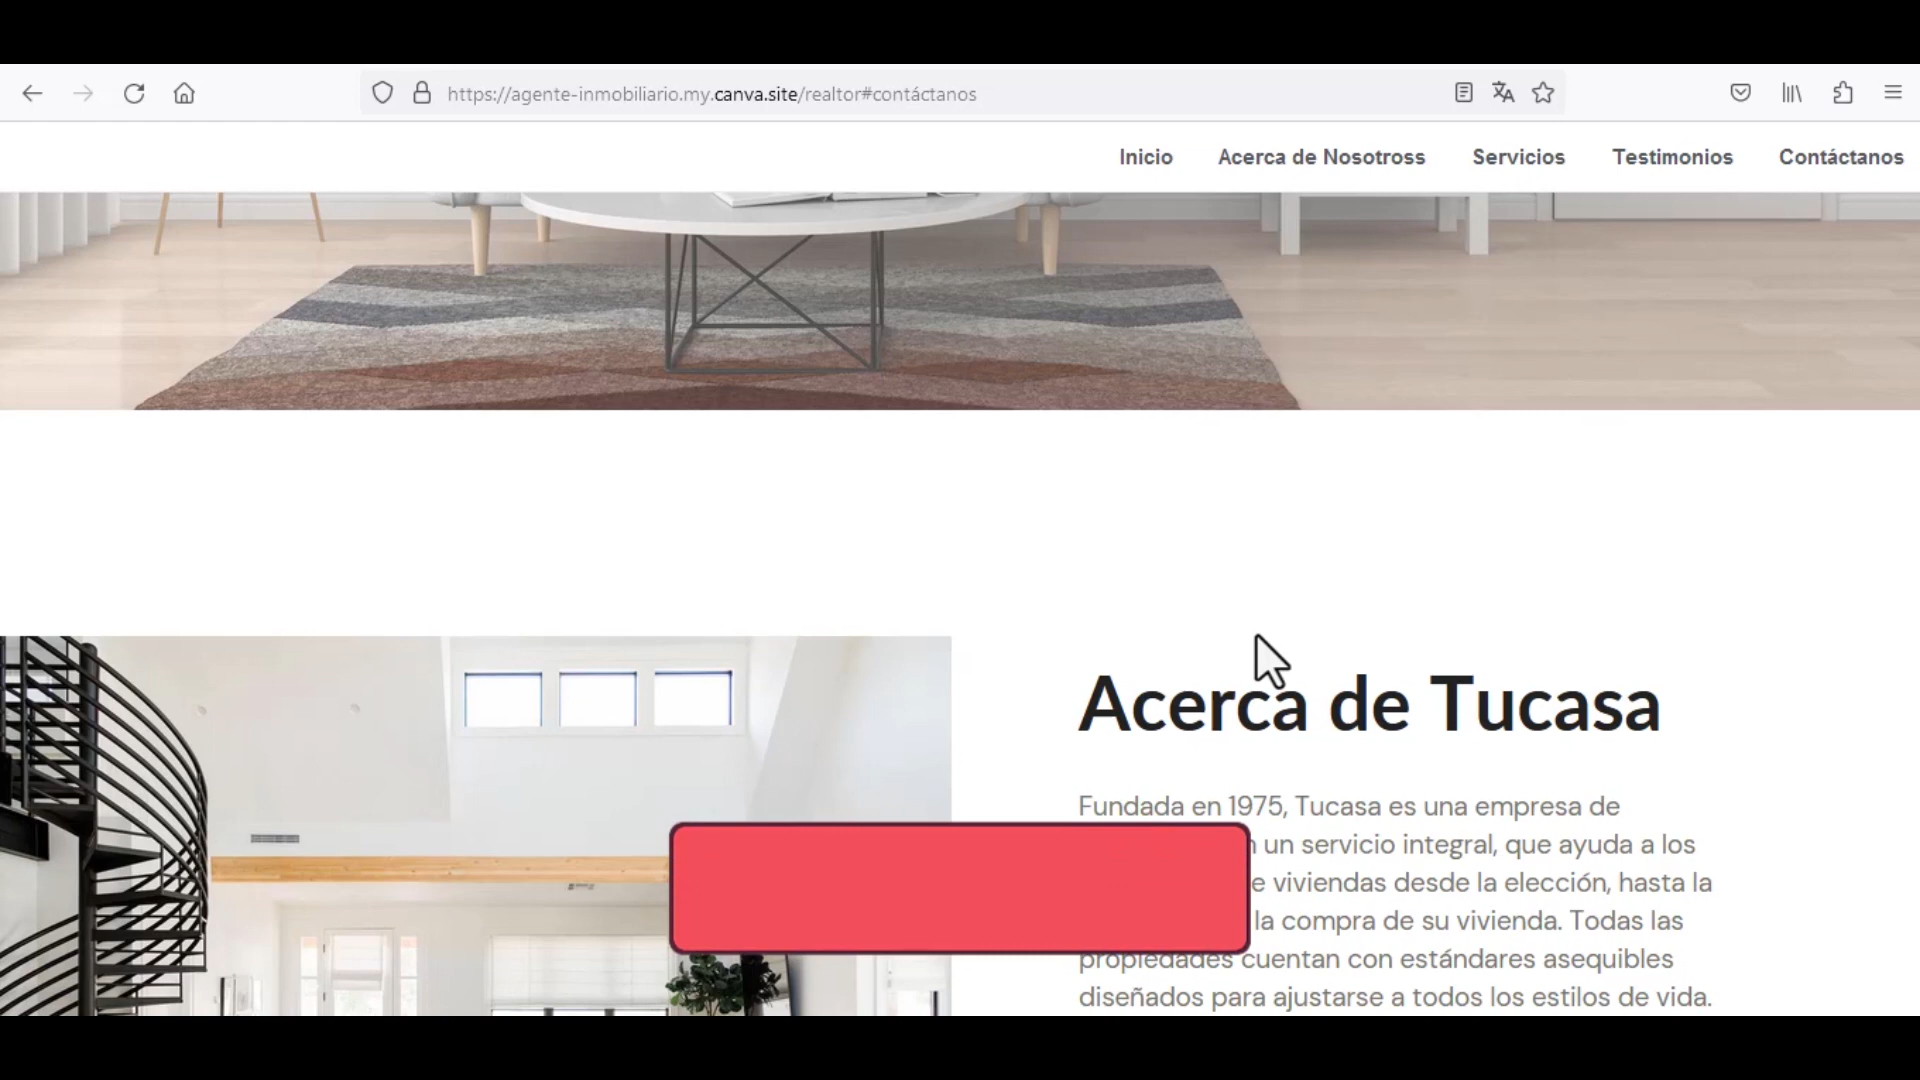 https://agente-inmobiliario.my.canva.site/realtor#contáctanos
Inicio Acerca de Nosotross Servicios Testimonios Contáctanos
Acerca de Tucasa
Fundada en 1975, Tucasa es una empresa de
un servicio integral, que ayuda a los
viviendas desde la elección, hasta la
la compra de su vivienda. Todas las
propiedades cuentan con estándares asequibles
diseñados para ajustarse a todos los estilos de vida.